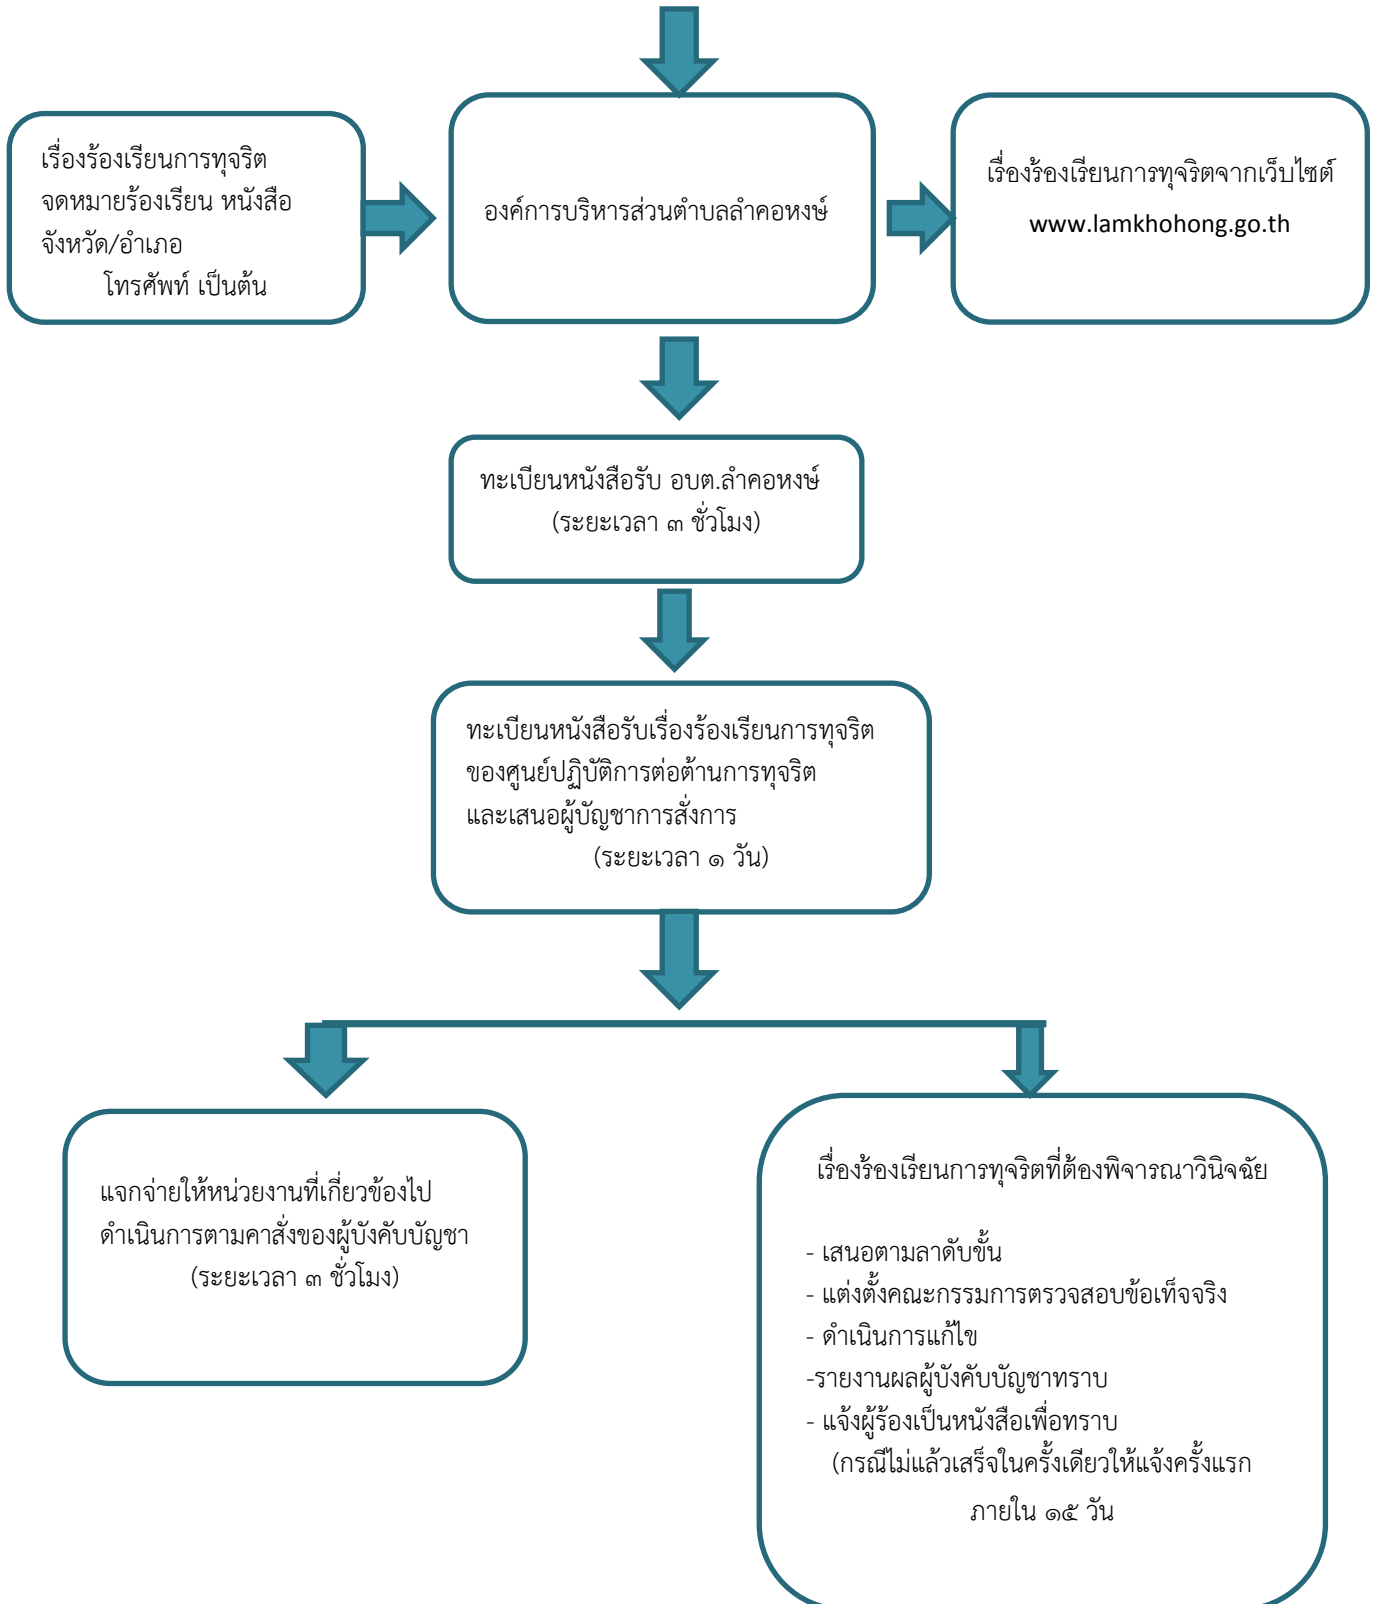 เรื่องร้องเรียนการทุจริต
จดหมายร้องเรียน หนังสือ
จังหวัด/อำเภอ
โทรศัพท์ เป็นต้น
องค์การบริหารส่วนตำบลลำคอหงษ์
เรื่องร้องเรียนการทุจริตจากเว็บไซต์
www.lamkhohong.go.th
ทะเบียนหนังสือรับ อบต.ลำคอหงษ์
(ระยะเวลา ๓ ชั่วโมง)
ทะเบียนหนังสือรับเรื่องร้องเรียนการทุจริต
ของศูนย์ปฏิบัติการต่อต้านการทุจริต
และเสนอผู้บัญชาการสั่งการ
(ระยะเวลา ๑ วัน)
แจกจ่ายให้หน่วยงานที่เกี่ยวข้องไป
ดำเนินการตามคาสั่งของผู้บังคับบัญชา
(ระยะเวลา ๓ ชั่วโมง)
เรื่องร้องเรียนการทุจริตที่ต้องพิจารณาวินิจฉัย
- เสนอตามลาดับขั้น
- แต่งตั้งคณะกรรมการตรวจสอบข้อเท็จจริง
- ดำเนินการแก้ไข
-รายงานผลผู้บังคับบัญชาทราบ
- แจ้งผู้ร้องเป็นหนังสือเพื่อทราบ
(กรณีไม่แล้วเสร็จในครั้งเดียวให้แจ้งครั้งแรก
ภายใน ๑๕ วัน